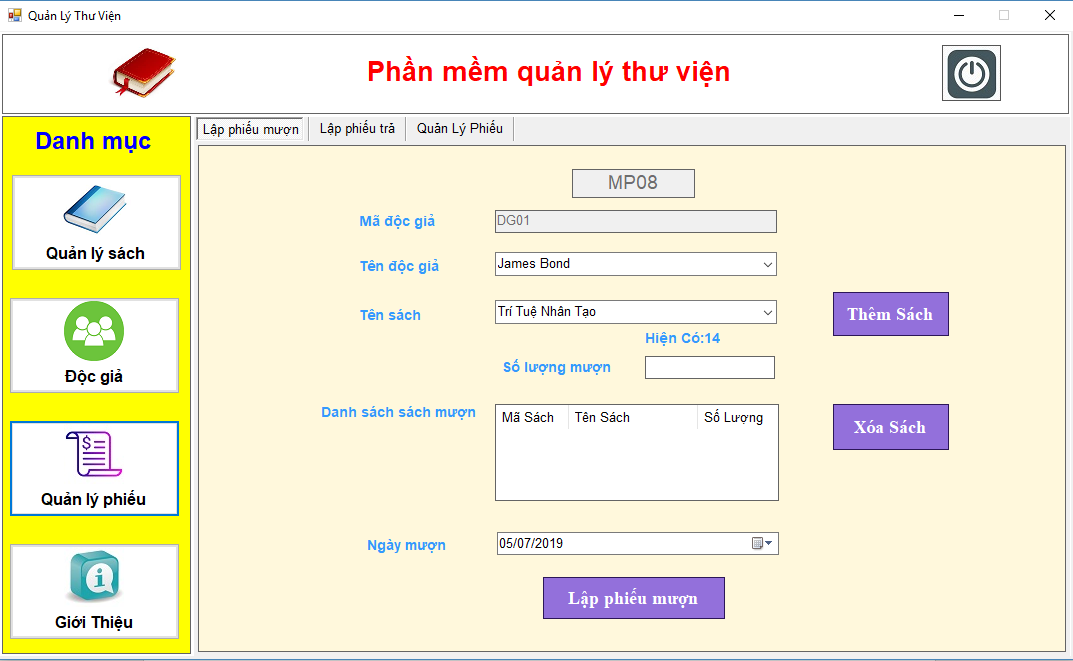 Quản Lý Thư Viện
Phần mềm quản lý thư viện
Danh mục
Quản lý sách
Độc giả
Quản lý phiếu
Giới Thiệu
Lập phiếu mượn
Lập phiếu trả
Quản Lý Phiếu
MP08
Mã độc giả
DG01
Tên độc giả
James Bond
Tên sách
Trí Tuệ Nhân Tạo
Thêm Sách
Hiện Có:14
Số lượng mượn
Danh sách sách mượn
Mã Sách
Tên Sách
Số Lượng
Xóa Sách
Ngày mượn
05/07/2019
Lập phiếu mượn